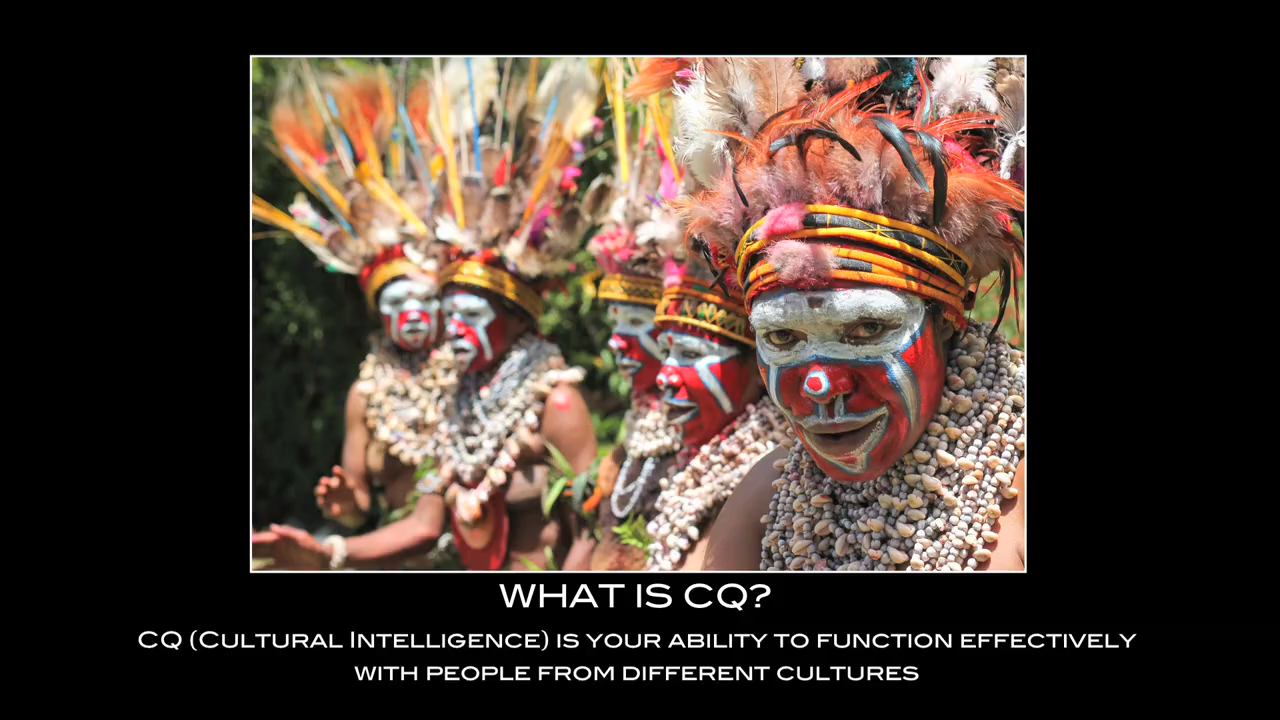 WHAT IS CQ?
CQ (CULTURAL INTELLIGENCE) IS YOUR ABILITY TO FUNCTION EFFECTIVELY
WITH PEOPLE FROM DIFFERENT CULTURES